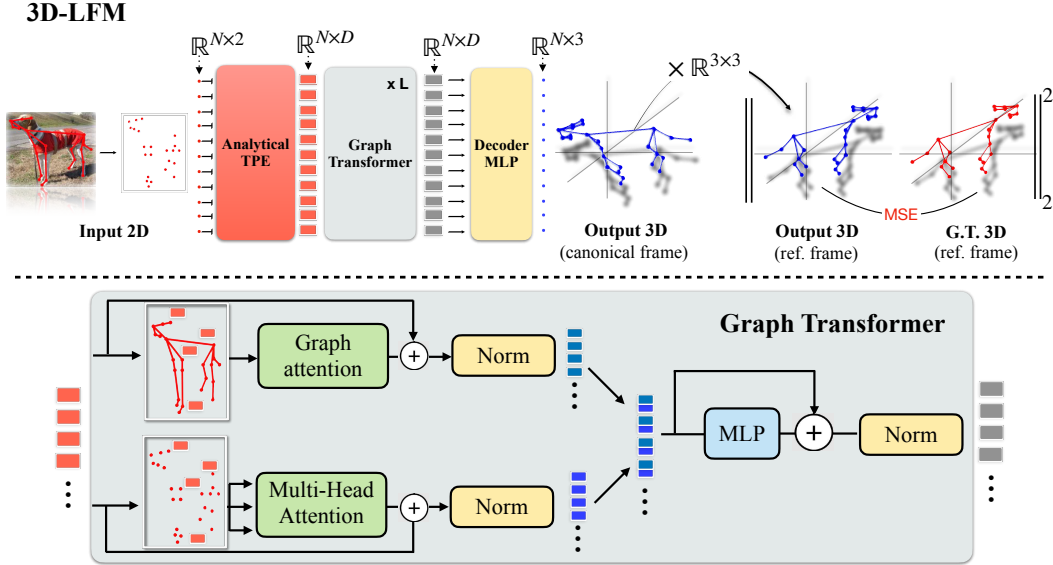 3D-LFM
ℝ^{N×2}
ℝ^{N×D}
ℝ^{N×D}
ℝ^{N×3}
× ℝ^{3×3}
x L
Analytical
TPE
Graph
Transformer
Decoder
MLP
2
2
MSE
Input 2D
Output 3D
(canonical frame)
Output 3D
(ref. frame)
G.T. 3D
(ref. frame)
Graph Transformer
Graph
attention
+
Norm
MLP
+
Norm
Multi-Head
Attention
+
Norm